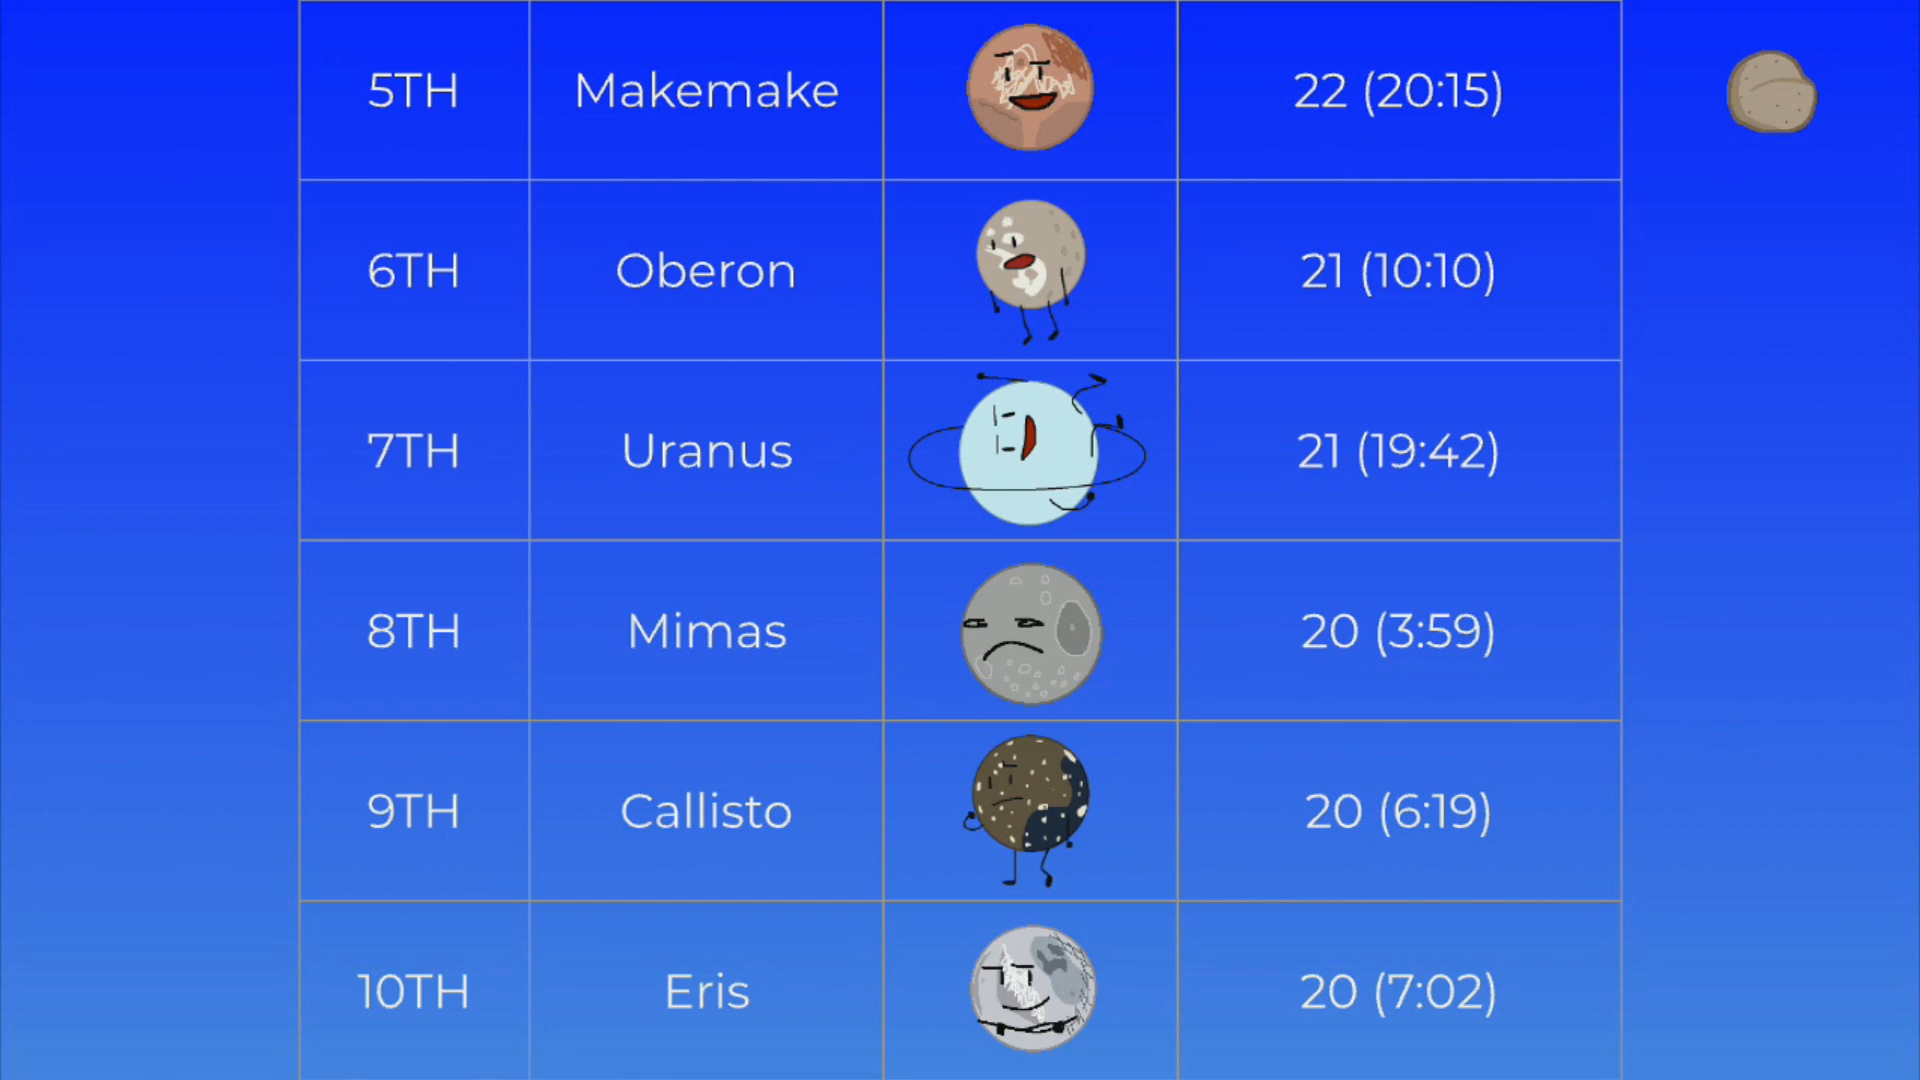 5TH Makemake 22 (20:15)
6TH Oberon 21 (10:10)
7TH Uranus 21 (19:42)
8TH Mimas 20 (3:59)
9TH Callisto 20 (6:19)
10TH Eris 20 (7:02)